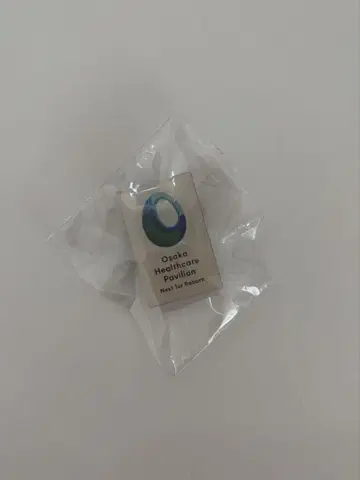 Osaka
Healthcare
Pavilion
Nest for Reborn